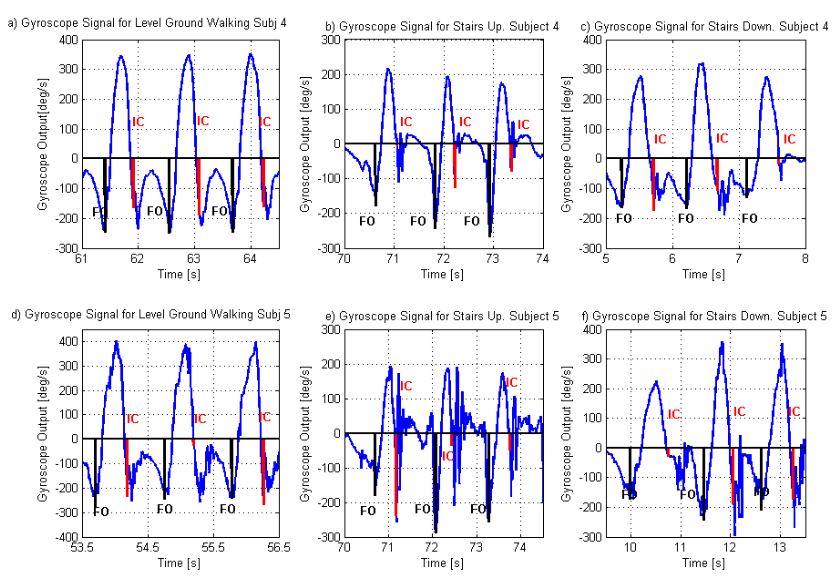 a) Gyroscope Signal for Level Ground Walking Subj 4
Gyroscope Output[deg/s]
400
300
200
100
0
-100
-200
-300
IC
IC
IC
FO
FO
FO
61
62
63
64
Time [s]
b) Gyroscope Signal for Stairs Up. Subject 4
Gyroscope Output [deg/s]
300
200
100
0
-100
-200
-300
IC
IC
IC
FO
FO
FO
70
71
72
73
74
Time [s]
c) Gyroscope Signal for Stairs Down. Subject 4
Gyroscope Output [deg/s]
400
300
200
100
0
-100
-200
-300
IC
IC
IC
FO
FO
FO
5
6
7
8
Time [s]
d) Gyroscope Signal for Level Ground Walking Subj 5
Gyroscope Output [deg/s]
400
300
200
100
0
-100
-200
-300
-400
IC
IC
IC
FO
FO
FO
53.5
54.5
55.5
56.5
Time [s]
e) Gyroscope Signal for Stairs Up. Subject 5
Gyroscope Output [deg/s]
300
200
100
0
-100
-200
-300
IC
IC
IC
FO
FO
FO
70
71
72
73
74
Time [s]
f) Gyroscope Signal for Stairs Down. Subject 5
Gyroscope Output [deg/s]
400
300
200
100
0
-100
-200
-300
IC
IC
IC
FO
FO
FO
10
11
12
13
Time [s]